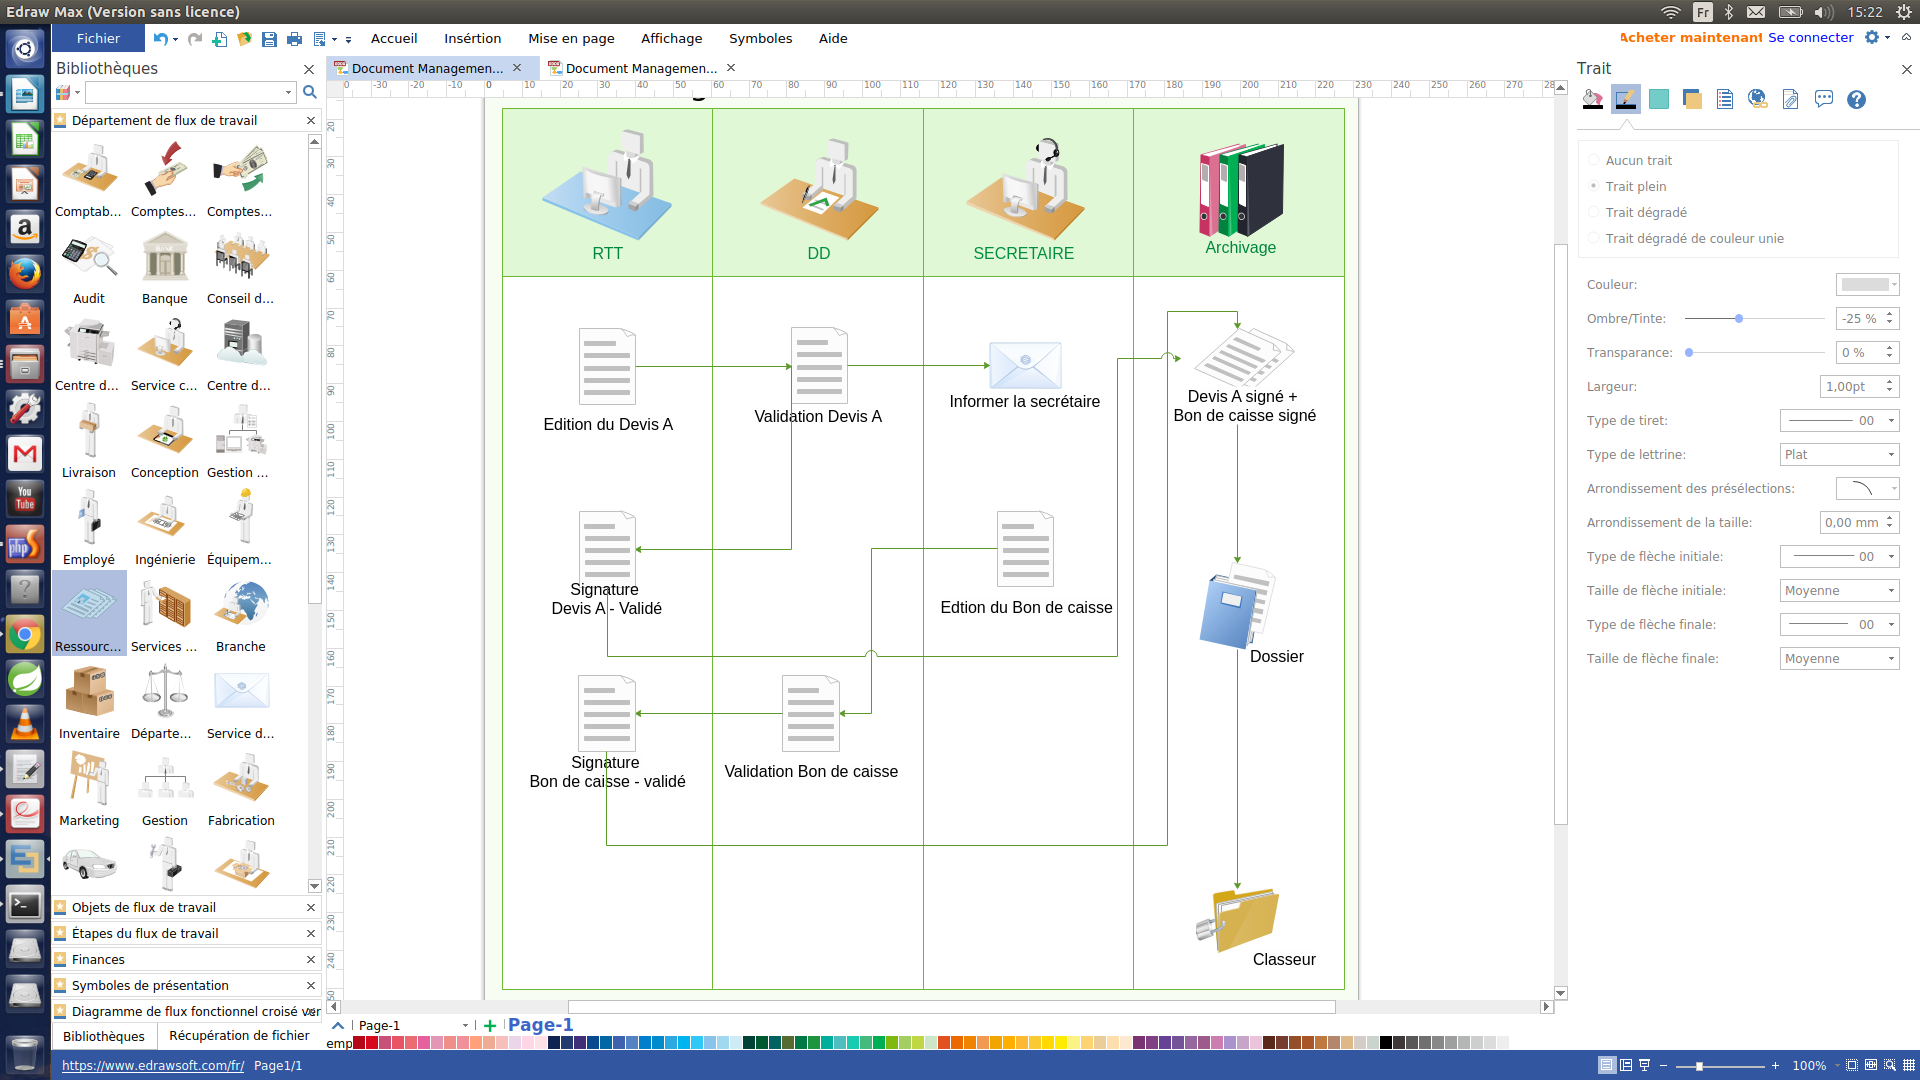 Edraw Max (Version sans licence)
Fr
15:22
Fichier
Accueil
Insértion
Mise en page
Affichage
Symboles
Aide
Acheter maintenant
Se connecter
Bibliothèques
Département de flux de travail
Comptab...
Comptes...
Comptes...
Audit
Banque
Conseil d...
Centre d...
Service c...
Centre d...
Livraison
Conception
Gestion ...
Employé
Ingénierie
Équipem...
Ressourc...
Services ...
Branche
Inventaire
Départe...
Service d...
Marketing
Gestion
Fabrication
Objets de flux de travail
Étapes du flux de travail
Finances
Symboles de présentation
Diagramme de flux fonctionnel croisé ver
Bibliothèques
Récupération de fichier
Document Managemen...
Document Managemen...
RTT
DD
SECRETAIRE
Archivage
Edition du Devis A
Validation Devis A
Informer la secrétaire
Devis A signé +
Bon de caisse signé
Signature
Devis A - Validé
Edtion du Bon de caisse
Dossier
Signature
Bon de caisse - validé
Validation Bon de caisse
Classeur
Page-1
Page-1
emp
Trait
Aucun trait
Trait plein
Trait dégradé
Trait dégradé de couleur unie
Couleur:
Ombre/Tinte:
-25 %
Transparance:
0 %
Largeur:
1,00pt
Type de tiret:
00
Type de lettrine:
Plat
Arrondissement des présélections:
Arrondissement de la taille:
0,00 mm
Type de flèche initiale:
00
Taille de flèche initiale:
Moyenne
Type de flèche finale:
00
Taille de flèche finale:
Moyenne
https://www.edrawsoft.com/fr/
Page1/1
100%